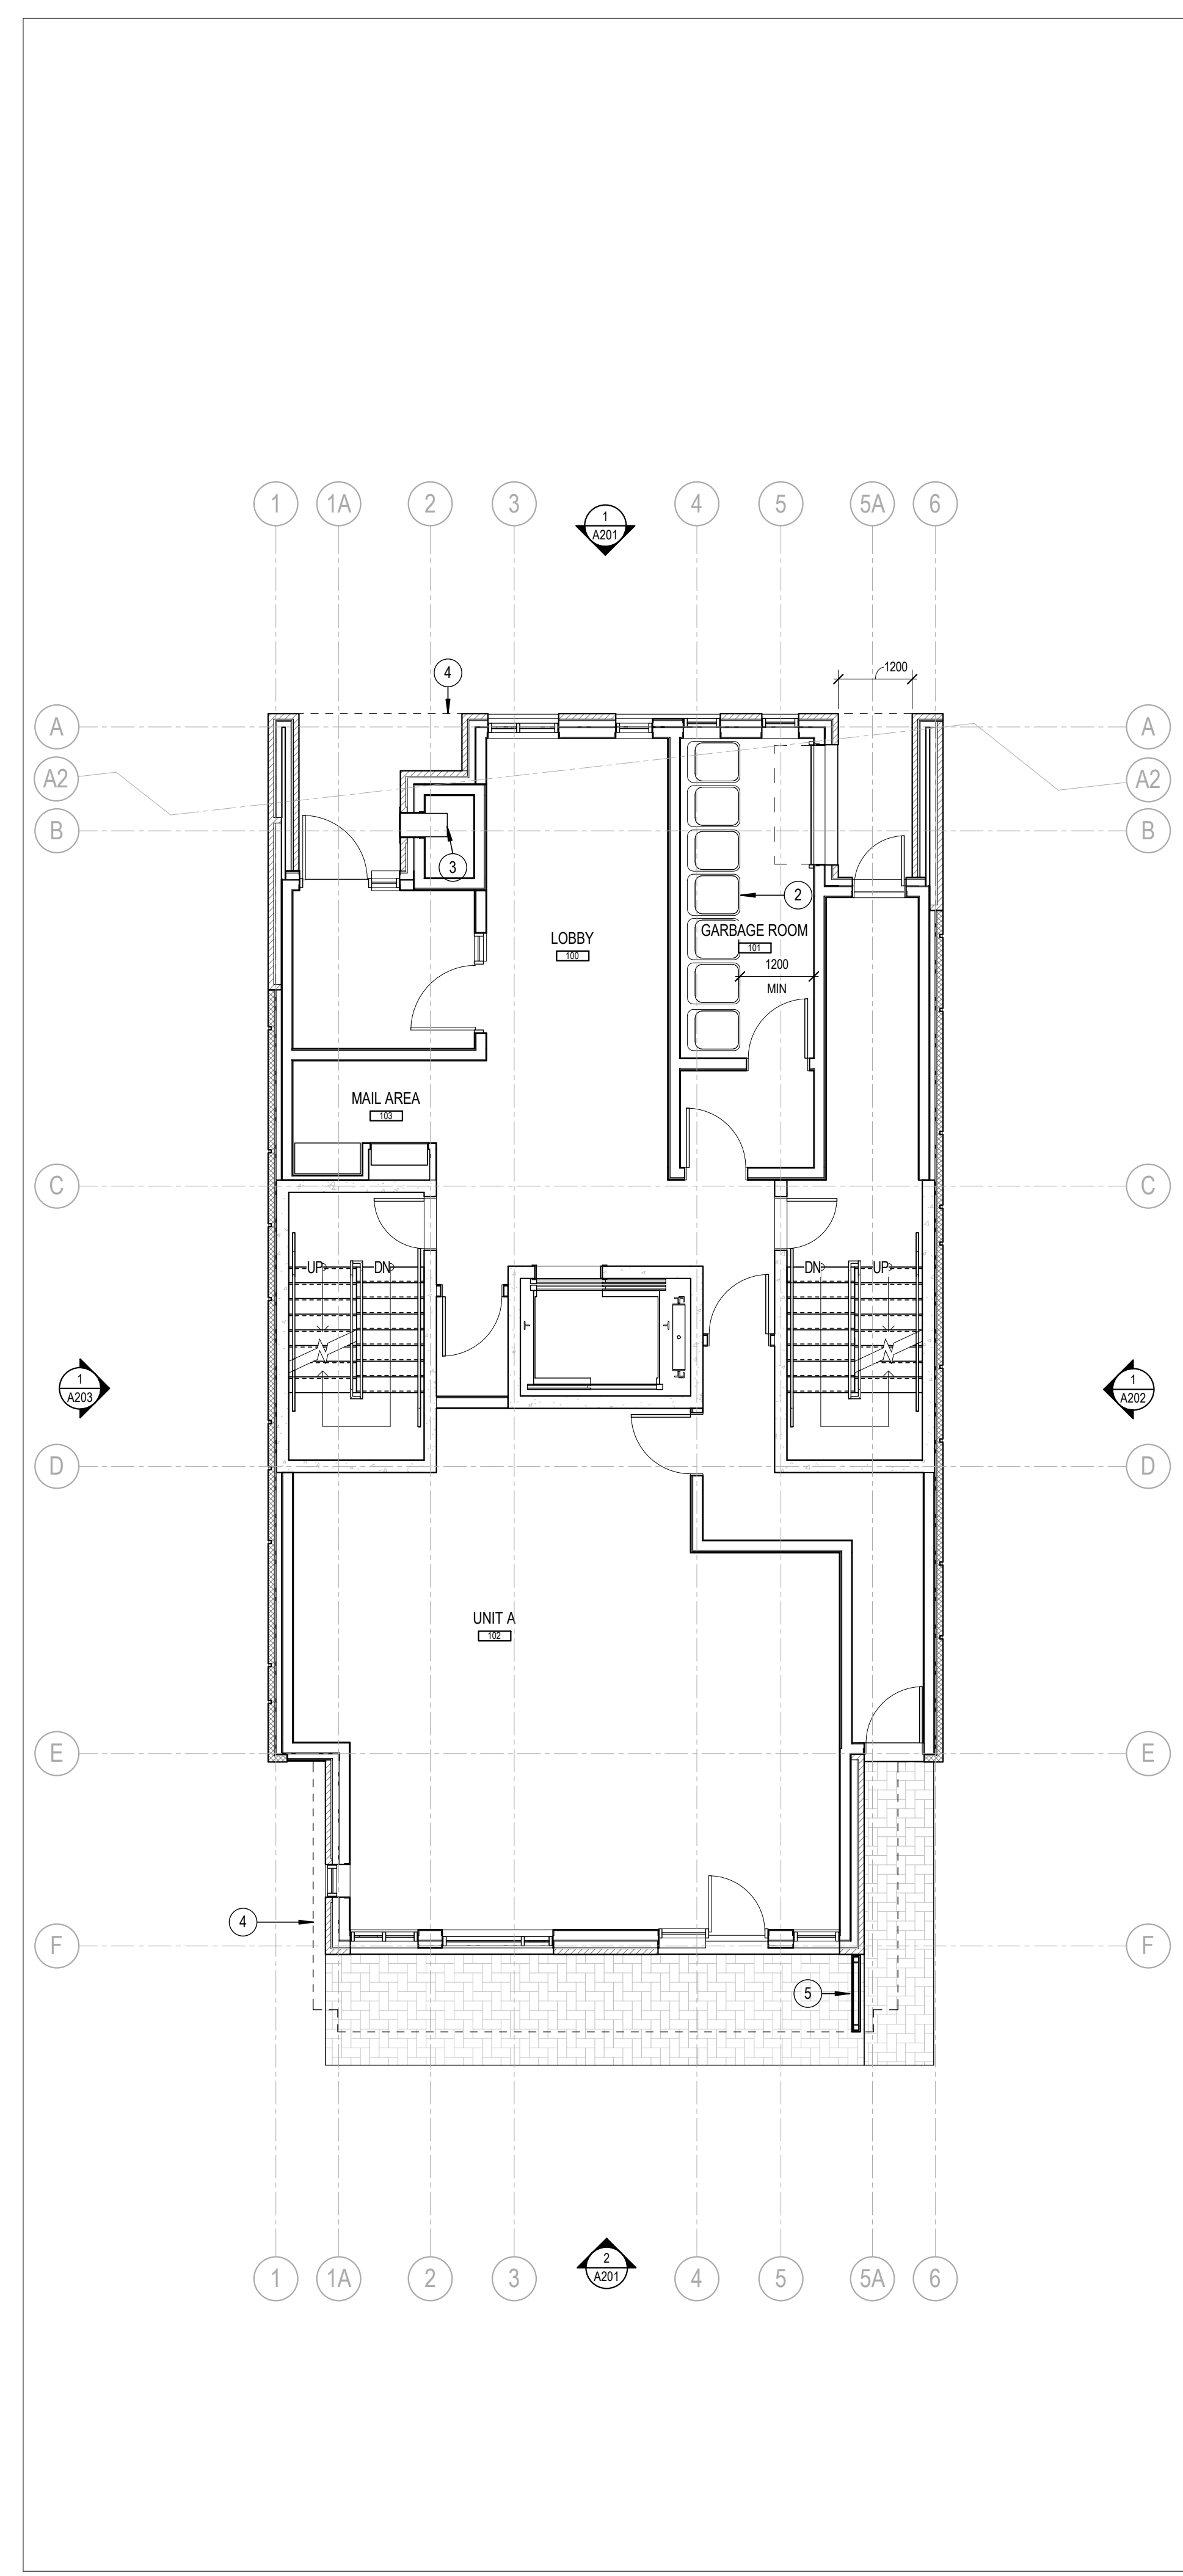 1 1A 2 3 4 5 5A 6
1
A201
4
1200
A A
A2 A2
B B
3
2
LOBBY
100
GARBAGE ROOM
101
1200
MIN
MAIL AREA
103
C C
UP DN
DN UP
1
A203
1
A202
D D
UNIT A
102
E E
4
F F
5
1 1A 2 3 4 5 5A 6
2
A201